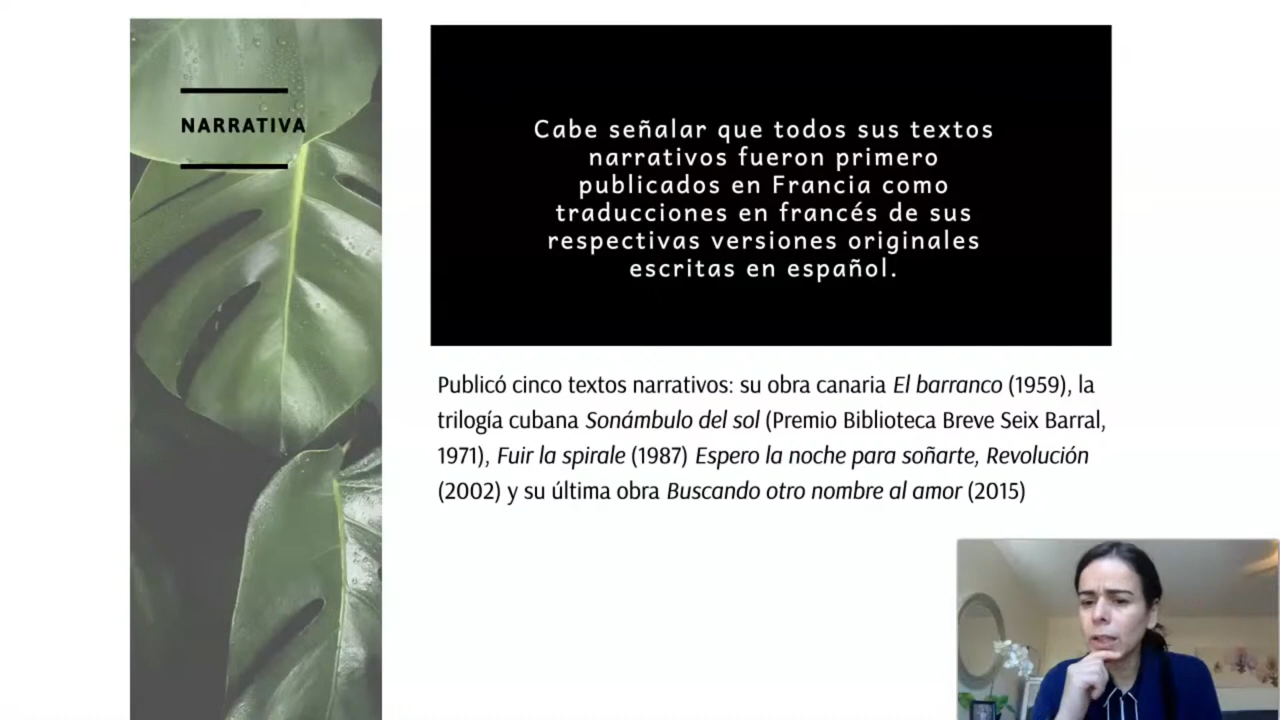 NARRATIVA
Cabe señalar que todos sus textos
narrativos fueron primero
publicados en Francia como
traducciones en francés de sus
respectivas versiones originales
escritas en español.
Publicó cinco textos narrativos: su obra canaria El barranco (1959), la
trilogía cubana Sonámbulo del sol (Premio Biblioteca Breve Seix Barral,
1971), Fuir la spirale (1987) Espero la noche para soñarte, Revolución
(2002) y su última obra Buscando otro nombre al amor (2015)